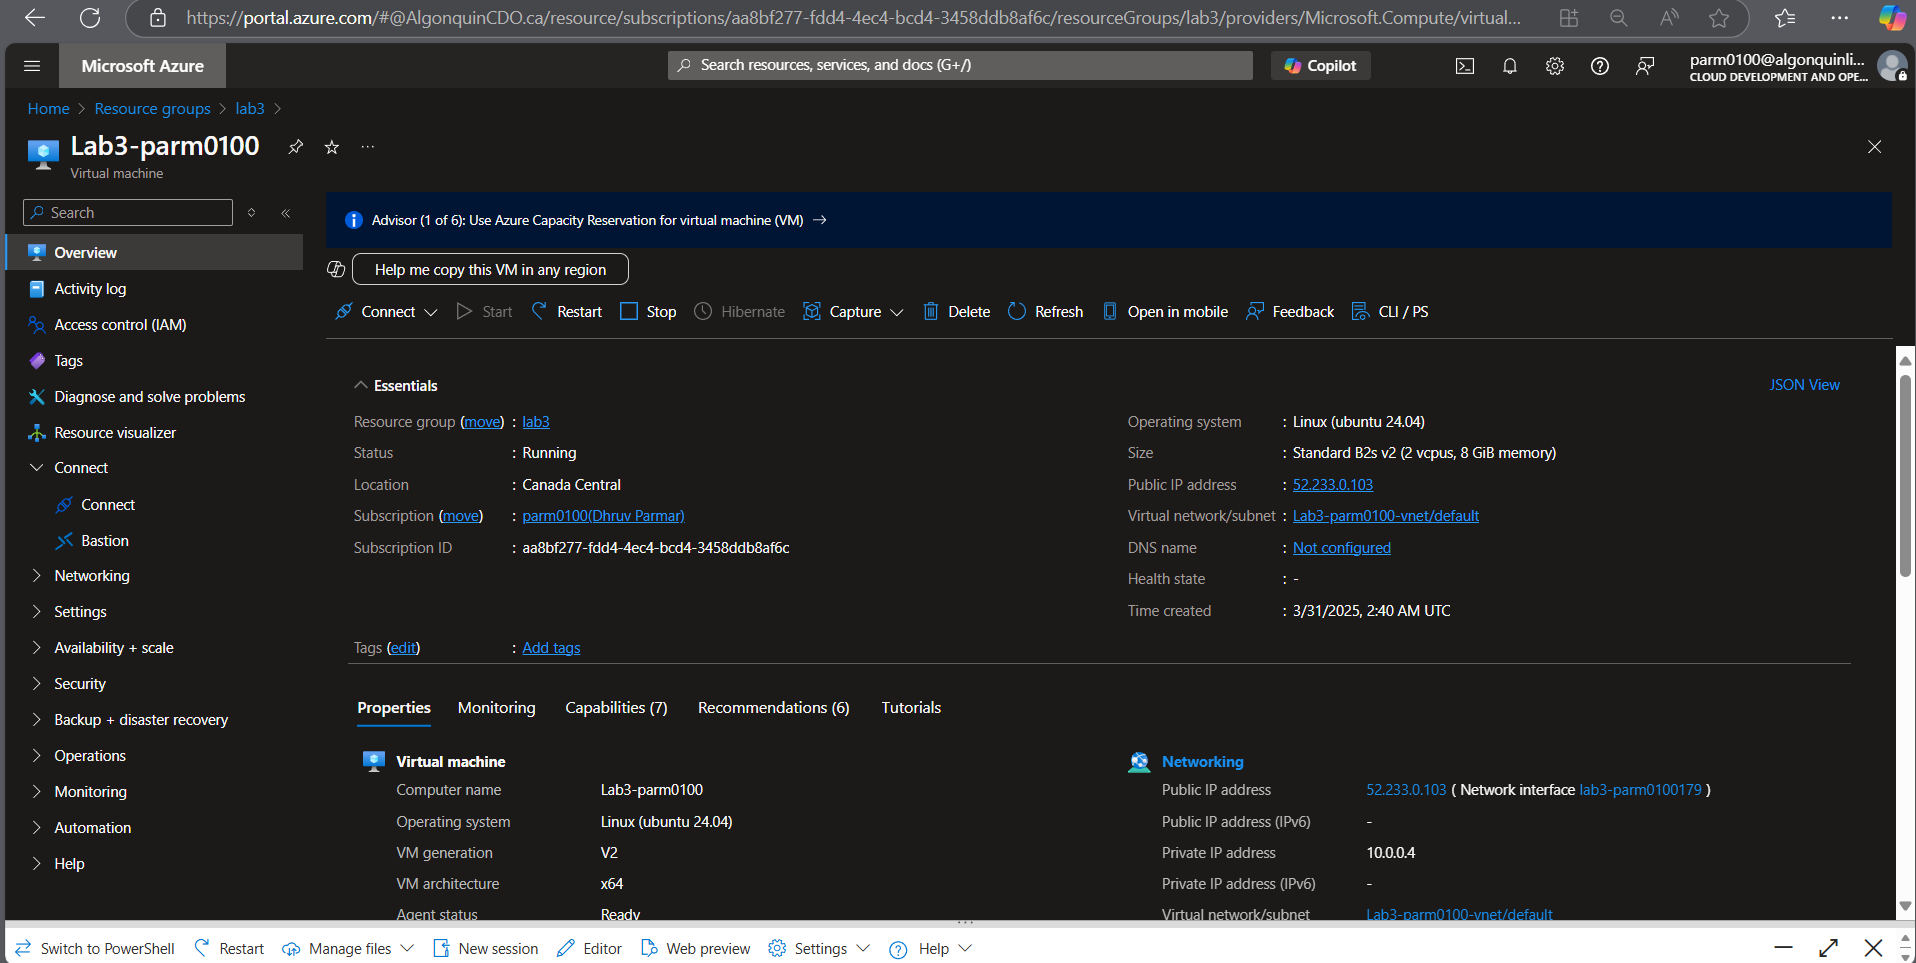 https://portal.azure.com/#@AlgonquinCDO.ca/resource/subscriptions/aa8bf277-fdd4-4ec4-bcd4-3458ddb8af6c/resourceGroups/lab3/providers/Microsoft.Compute/virtual...
Microsoft Azure
Search resources, services, and docs (G+/)
Copilot
parm0100@algonquinli...
CLOUD DEVELOPMENT AND OPE...
Home > Resource groups > lab3 >
Lab3-parm0100
Virtual machine
Search
Overview
Activity log
Access control (IAM)
Tags
Diagnose and solve problems
Resource visualizer
Connect
Connect
Bastion
Networking
Settings
Availability + scale
Security
Backup + disaster recovery
Operations
Monitoring
Automation
Help
Advisor (1 of 6): Use Azure Capacity Reservation for virtual machine (VM) →
Help me copy this VM in any region
Connect Start Restart Stop Hibernate Capture Delete Refresh Open in mobile Feedback CLI / PS
Essentials
JSON View
Resource group (move) : lab3
Status : Running
Location : Canada Central
Subscription (move) : parm0100(Dhruv Parmar)
Subscription ID : aa8bf277-fdd4-4ec4-bcd4-3458ddb8af6c
Operating system : Linux (ubuntu 24.04)
Size : Standard B2s v2 (2 vcpus, 8 GiB memory)
Public IP address : 52.233.0.103
Virtual network/subnet : Lab3-parm0100-vnet/default
DNS name : Not configured
Health state : -
Time created : 3/31/2025, 2:40 AM UTC
Tags (edit) : Add tags
Properties Monitoring Capabilities (7) Recommendations (6) Tutorials
Virtual machine
Computer name Lab3-parm0100
Operating system Linux (ubuntu 24.04)
VM generation V2
VM architecture x64
Agent status Ready
Networking
Public IP address 52.233.0.103 ( Network interface lab3-parm0100179 )
Public IP address (IPv6) -
Private IP address 10.0.0.4
Private IP address (IPv6) -
Virtual network/subnet Lab3-parm0100-vnet/default
Switch to PowerShell Restart Manage files New session Editor Web preview Settings Help